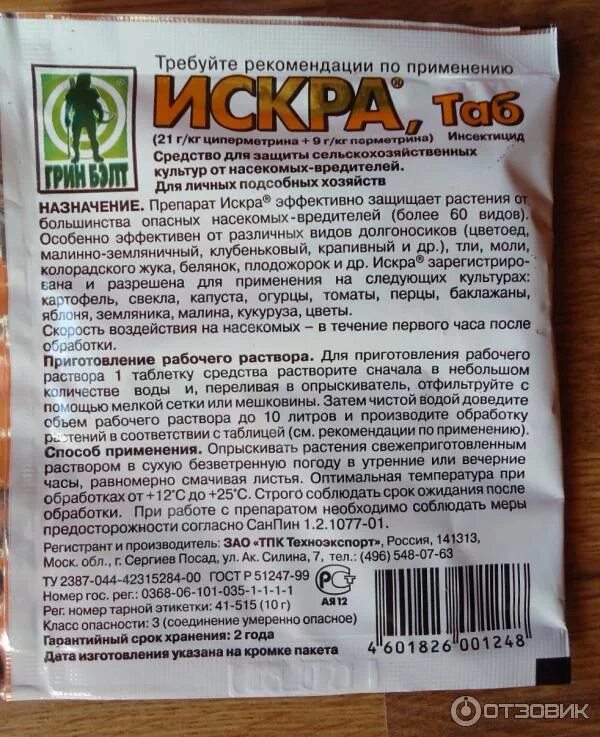 Требуйте рекомендации по применению
ИСКРА®, Таб
(21 г/кг циперметрина + 9 г/кг перметрина) Инсектицид
Средство для защиты сельскохозяйственных
культур от насекомых-вредителей.
Для личных подсобных хозяйств
ГРИН БЭЛТ
НАЗНАЧЕНИЕ. Препарат Искра® эффективно защищает растения от
большинства опасных насекомых-вредителей (более 60 видов).
Особенно эффективен от различных видов долгоносиков (цветоед,
малинно-земляничный, клубеньковый, крапивный и др.), тли, моли,
колорадского жука, белянок, плодожорок и др. Искра® зарегистриро-
вана и разрешена для применения на следующих культурах:
картофель, свекла, капуста, огурцы, томаты, перцы, баклажаны,
яблоня, земляника, малина, кукуруза, цветы.
Скорость воздействия на насекомых – в течение первого часа после
обработки.
Приготовление рабочего раствора. Для приготовления рабочего
раствора 1 таблетку средства растворите сначала в небольшом
количестве воды и, переливая в опрыскиватель, отфильтруйте с
помощью мелкой сетки или мешковины. Затем чистой водой доведите
объем рабочего раствора до 10 литров и производите обработку
растений в соответствии с таблицей (см. рекомендации по применению).
Способ применения. Опрыскивать растения свежеприготовленным
раствором в сухую безветренную погоду в утренние или вечерние
часы, равномерно смачивая листья. Оптимальная температура при
обработках от +12°С до +25°С. Строго соблюдать срок ожидания после
обработки. При работе с препаратом необходимо соблюдать меры
предосторожности согласно СанПин 1.2.1077-01.
Регистрант и производитель: ЗАО «ТПК Техноэкспорт», Россия, 141313,
Моск. обл., г. Сергиев Посад, ул. Ак. Силина, 7, тел.: (496) 548-07-63
ТУ 2387-044-42315284-00 ГОСТ Р 51247-99
Номер гос. рег.: 0368-06-101-035-1-1-1-1
Рег. номер тарной этикетки: 41-515 (10 г)
Класс опасности: 3 (соединение умеренно опасное)
Гарантийный срок хранения: 2 года
Дата изготовления указана на кромке пакета
АЯ12
4 601826 001248
ОТЗОВИК